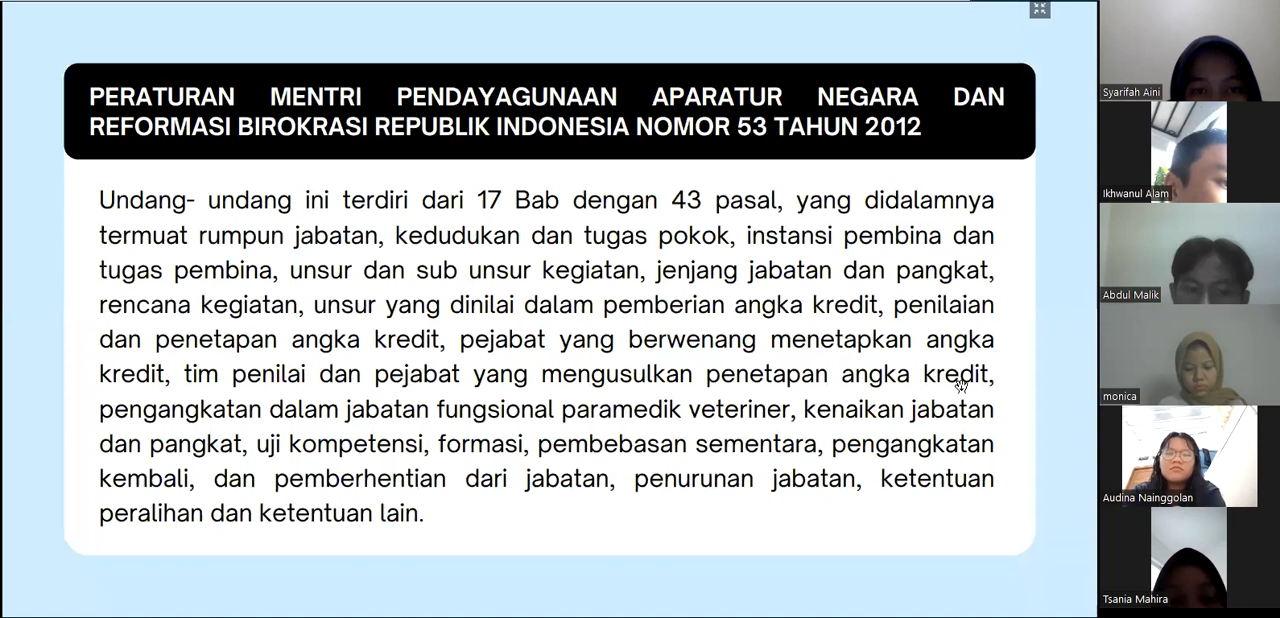 PERATURAN MENTRI PENDAYAGUNAAN APARATUR NEGARA DAN
REFORMASI BIROKRASI REPUBLIK INDONESIA NOMOR 53 TAHUN 2012
Undang- undang ini terdiri dari 17 Bab dengan 43 pasal, yang didalamnya
termuat rumpun jabatan, kedudukan dan tugas pokok, instansi pembina dan
tugas pembina, unsur dan sub unsur kegiatan, jenjang jabatan dan pangkat,
rencana kegiatan, unsur yang dinilai dalam pemberian angka kredit, penilaian
dan penetapan angka kredit, pejabat yang berwenang menetapkan angka
kredit, tim penilai dan pejabat yang mengusulkan penetapan angka kredit,
pengangkatan dalam jabatan fungsional paramedik veteriner, kenaikan jabatan
dan pangkat, uji kompetensi, formasi, pembebasan sementara, pengangkatan
kembali, dan pemberhentian dari jabatan, penurunan jabatan, ketentuan
peralihan dan ketentuan lain.
Syarifah Aini
Ikhwanul Alam
Abdul Malik
monica
Audina Nainggolan
Tsania Mahira